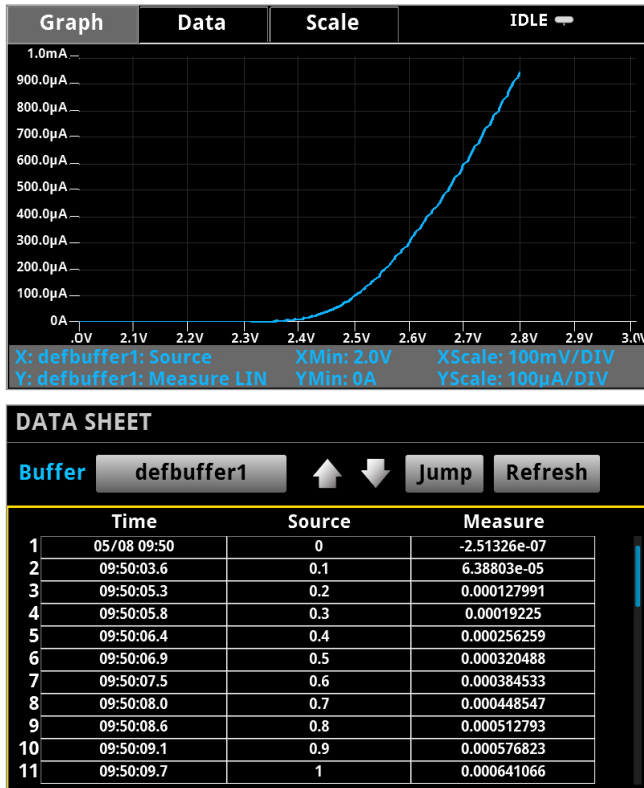 Graph Data Scale IDLE
1.0mA
900.0µA
800.0µA
700.0µA
600.0µA
500.0µA
400.0µA
300.0µA
200.0µA
100.0µA
0A
.0V 2.1V 2.2V 2.3V 2.4V 2.5V 2.6V 2.7V 2.8V 2.9V 3.0V
X: defbuffer1: Source XMin: 2.0V XScale: 100mV/DIV
Y: defbuffer1: Measure LIN YMin: 0A YScale: 100µA/DIV
DATA SHEET
Buffer defbuffer1 Jump Refresh
Time Source Measure
1 05/08 09:50 0 -2.51326e-07
2 09:50:03.6 0.1 6.38803e-05
3 09:50:05.3 0.2 0.000127991
4 09:50:05.8 0.3 0.00019225
5 09:50:06.4 0.4 0.000256259
6 09:50:06.9 0.5 0.000320488
7 09:50:07.5 0.6 0.000384533
8 09:50:08.0 0.7 0.000448547
9 09:50:08.6 0.8 0.000512793
10 09:50:09.1 0.9 0.000576823
11 09:50:09.7 1 0.000641066